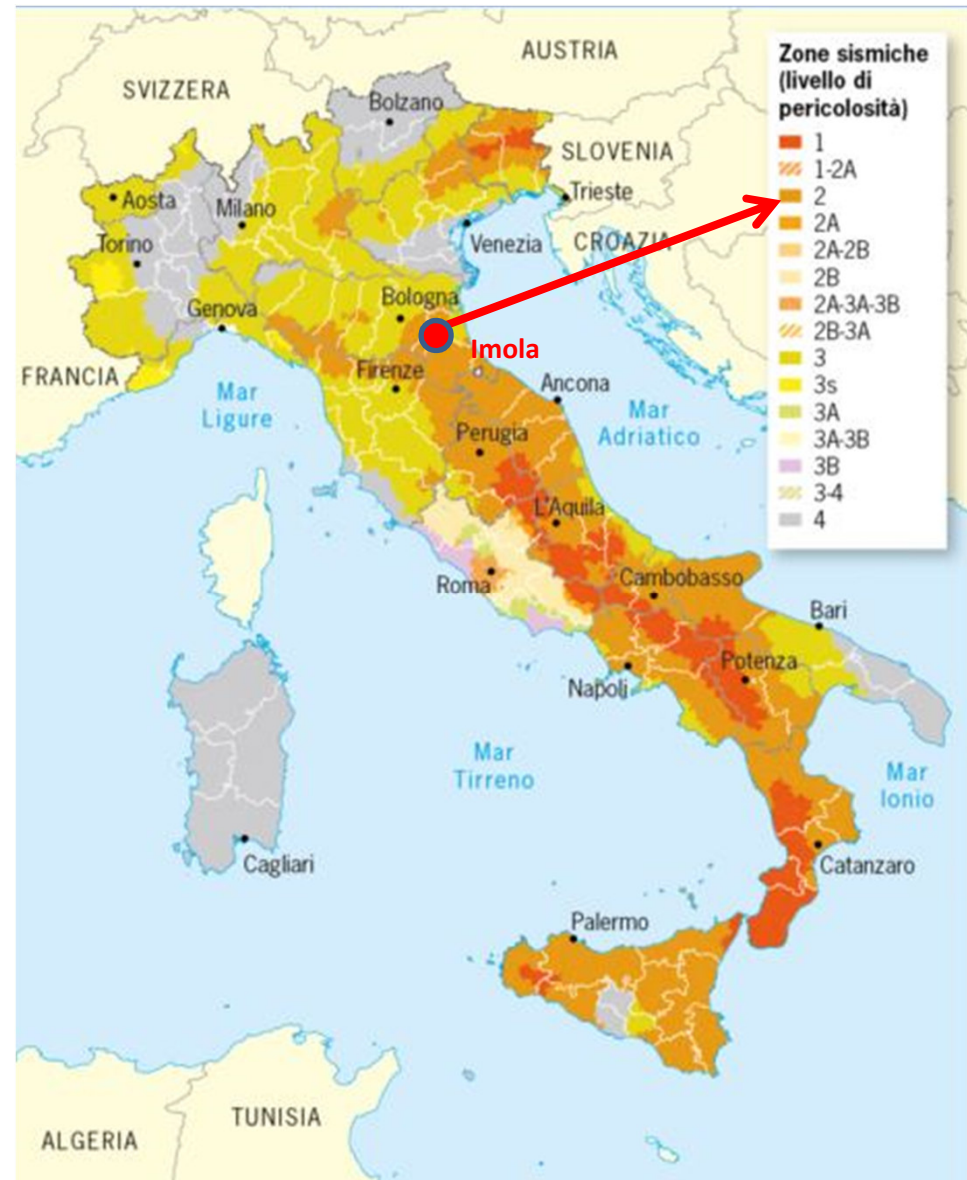 AUSTRIA
SVIZZERA
Bolzano
SLOVENIA
Aosta
Milano
Trieste
Torino
Venezia
CROAZIA
Genova
Bologna
Imola
FRANCIA
Firenze
Mar
Ligure
Ancona
Mar
Adriatico
Perugia
L'Aquila
Roma
Cambobasso
Bari
Napoli
Potenza
Mar
Tirreno
Mar
Ionio
Cagliari
Catanzaro
Palermo
TUNISIA
ALGERIA
Zone sismiche
(livello di
pericolosità)
1
1-2A
2
2A
2A-2B
2B
2A-3A-3B
2B-3A
3
3s
3A
3A-3B
3B
3-4
4